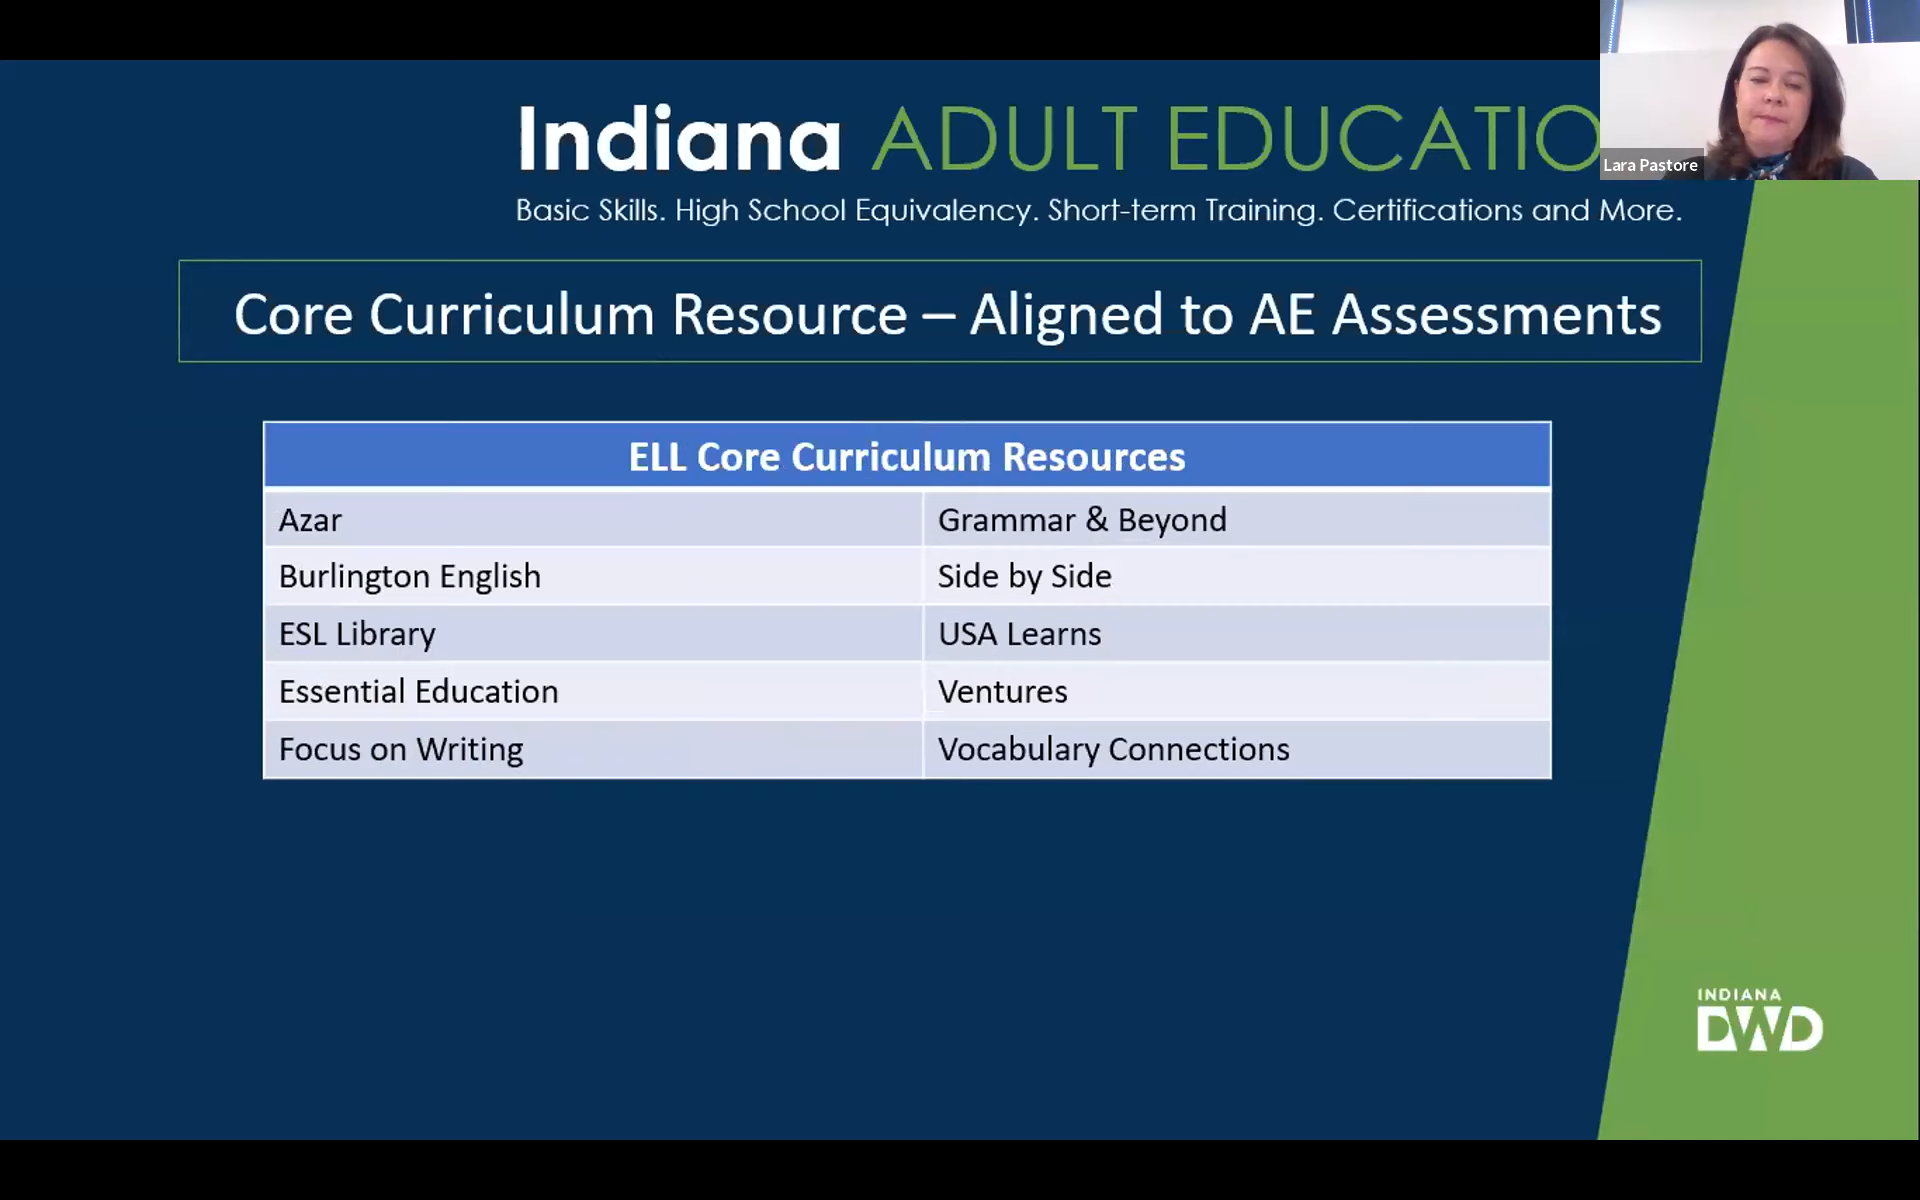 Indiana ADULT EDUCATIO
Lara Pastore
Basic Skills. High School Equivalency. Short-term Training. Certifications and More.
Core Curriculum Resource – Aligned to AE Assessments
ELL Core Curriculum Resources
Azar
Grammar & Beyond
Burlington English
Side by Side
ESL Library
USA Learns
Essential Education
Ventures
Focus on Writing
Vocabulary Connections
INDIANA
DWD